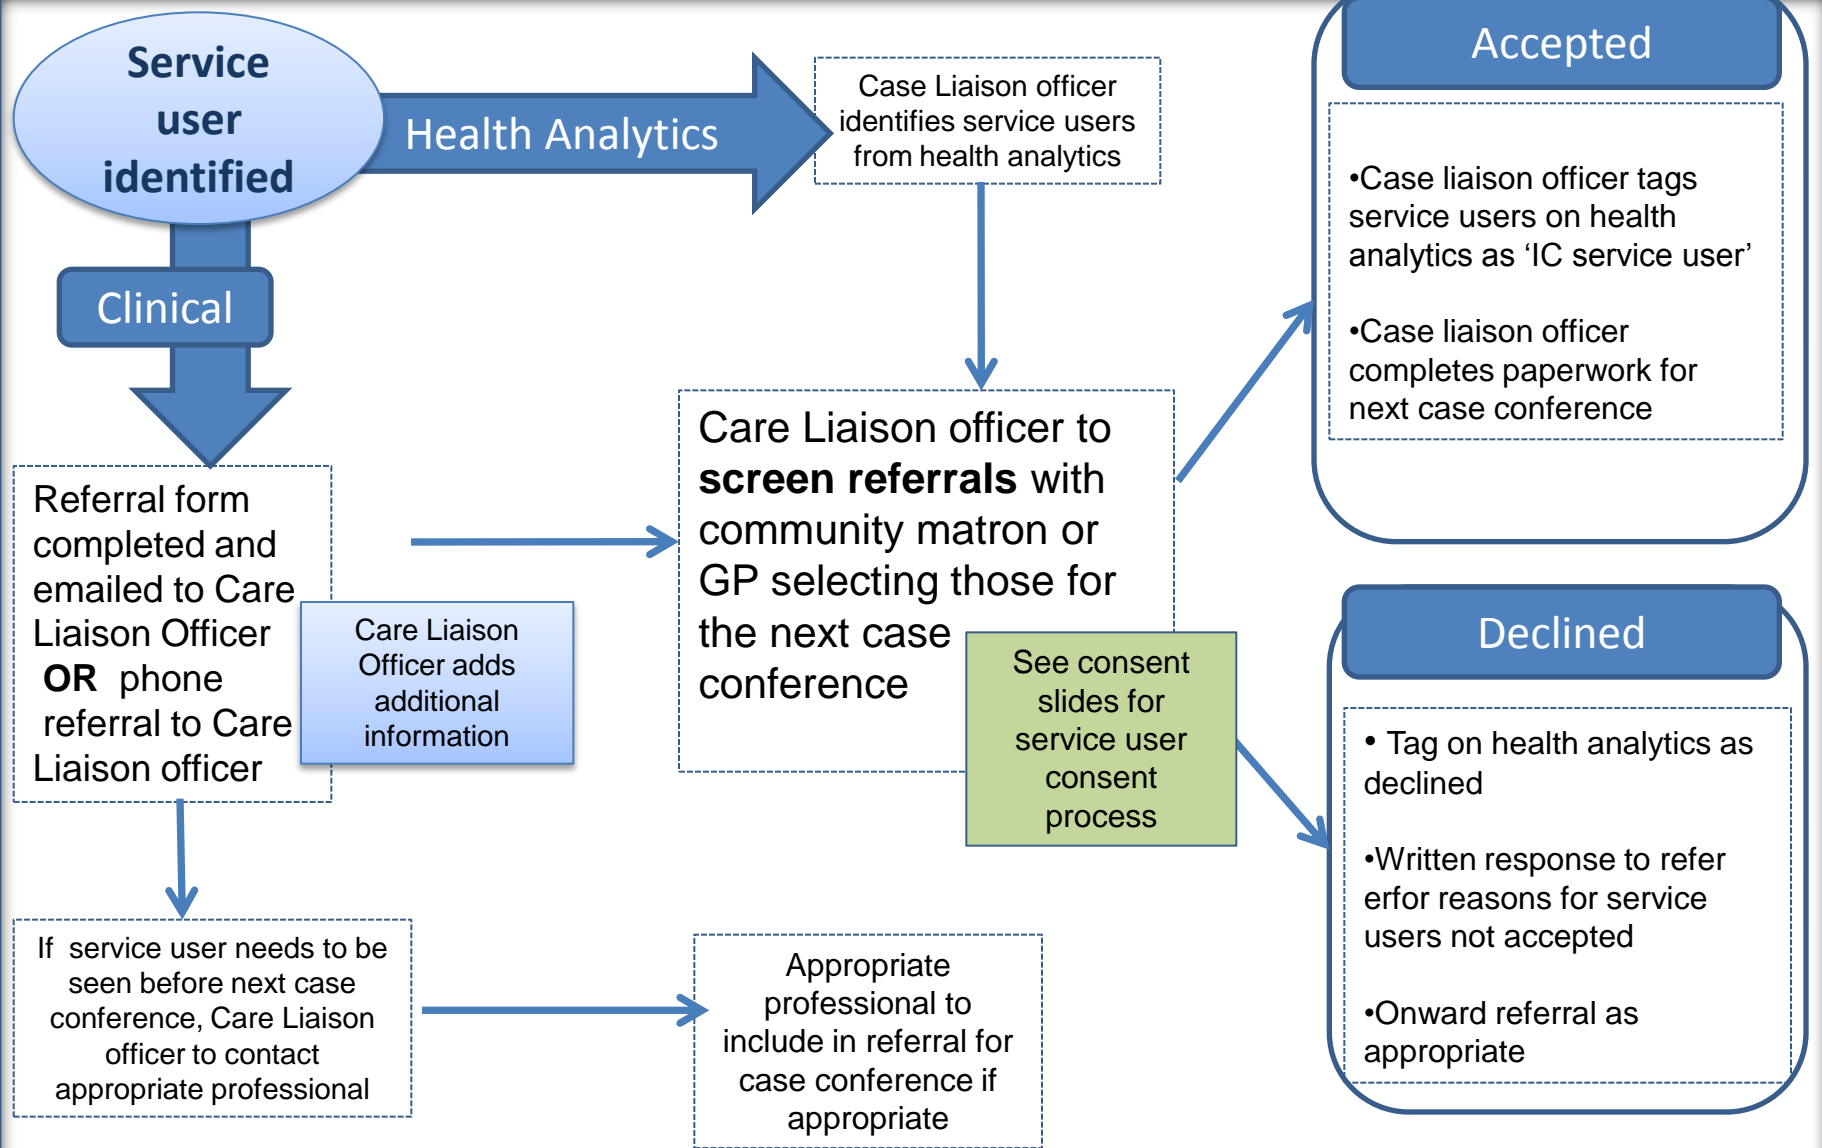 Service
user
identified
Health Analytics
Case Liaison officer
identifies service users
from health analytics
Accepted
•Case liaison officer tags
service users on health
analytics as ‘IC service user’
•Case liaison officer
completes paperwork for
next case conference
Clinical
Referral form
completed and
emailed to Care
Liaison Officer
OR phone
referral to Care
Liaison officer
Care Liaison
Officer adds
additional
information
Care Liaison officer to
screen referrals with
community matron or
GP selecting those for
the next case
conference
See consent
slides for
service user
consent
process
Declined
• Tag on health analytics as
declined
•Written response to refer
erfor reasons for service
users not accepted
•Onward referral as
appropriate
If service user needs to be
seen before next case
conference, Care Liaison
officer to contact
appropriate professional
Appropriate
professional to
include in referral for
case conference if
appropriate